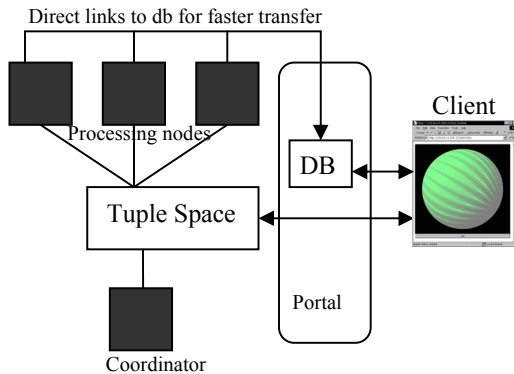 Direct links to db for faster transfer
Processing nodes
Client
DB
Tuple Space
Portal
Coordinator